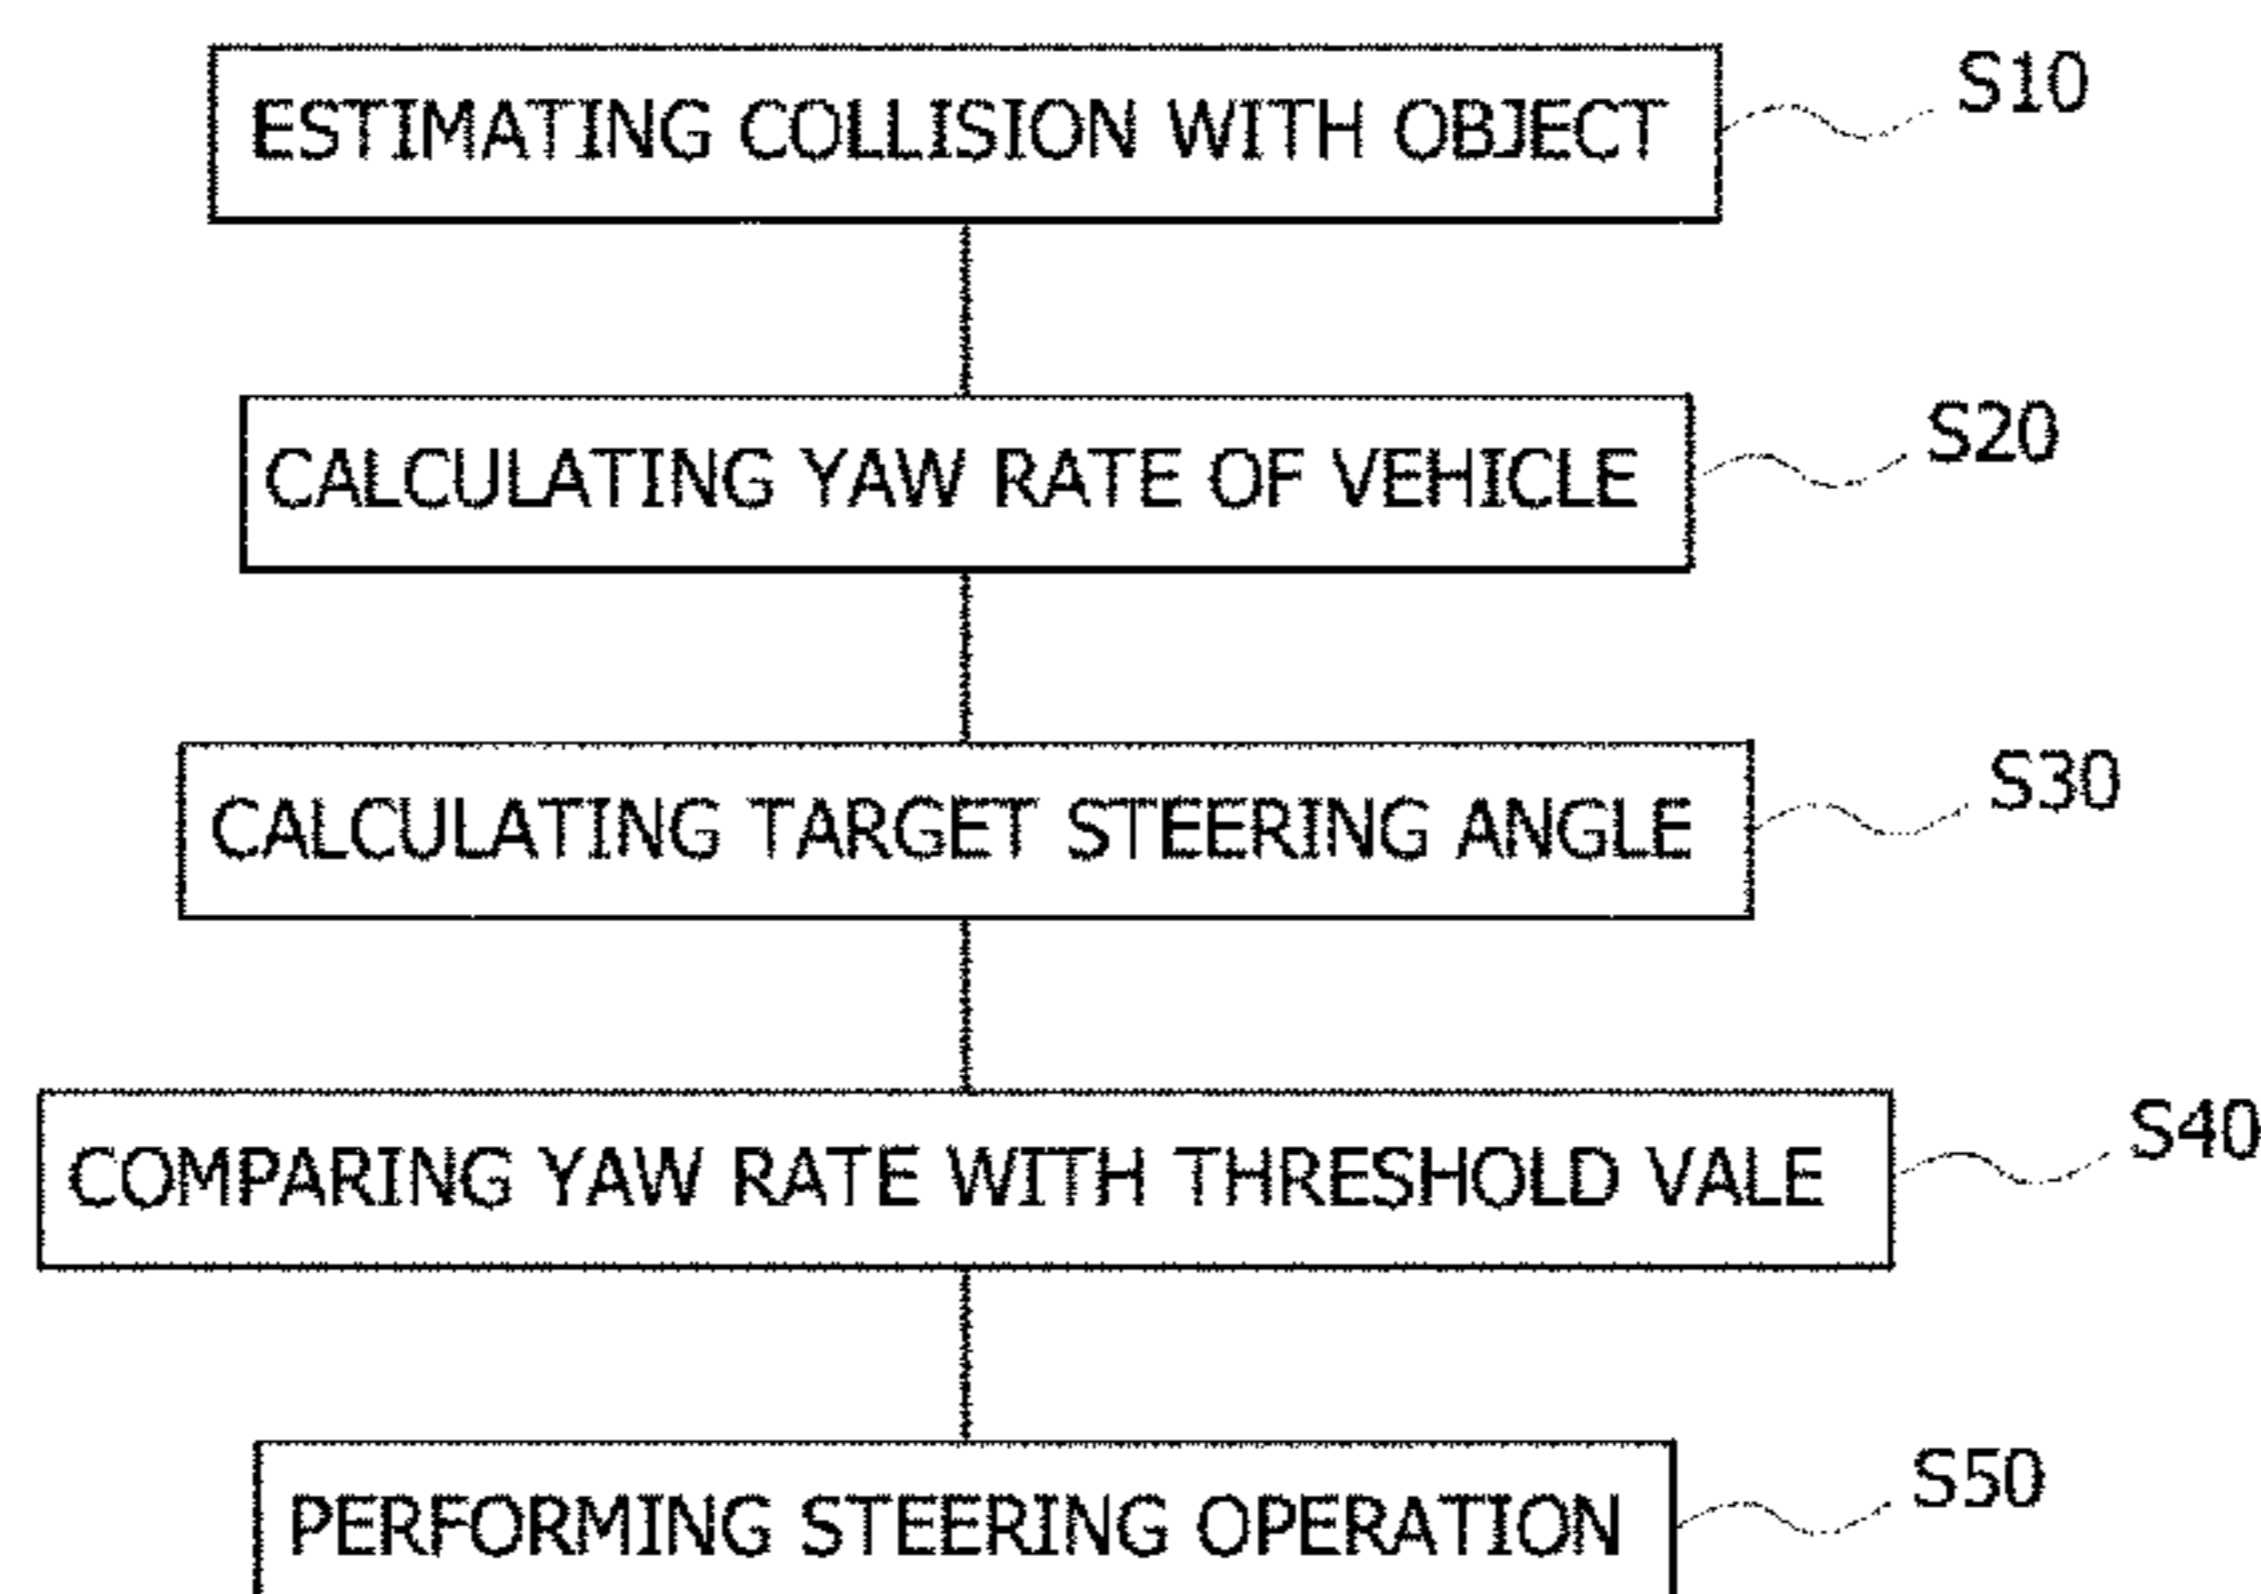 ESTIMATING COLLISION WITH OBJECT S10
CALCULATING YAW RATE OF VEHICLE S20
CALCULATING TARGET STEERING ANGLE S30
COMPARING YAW RATE WITH THRESHOLD VALE S40
PERFORMING STEERING OPERATION S50